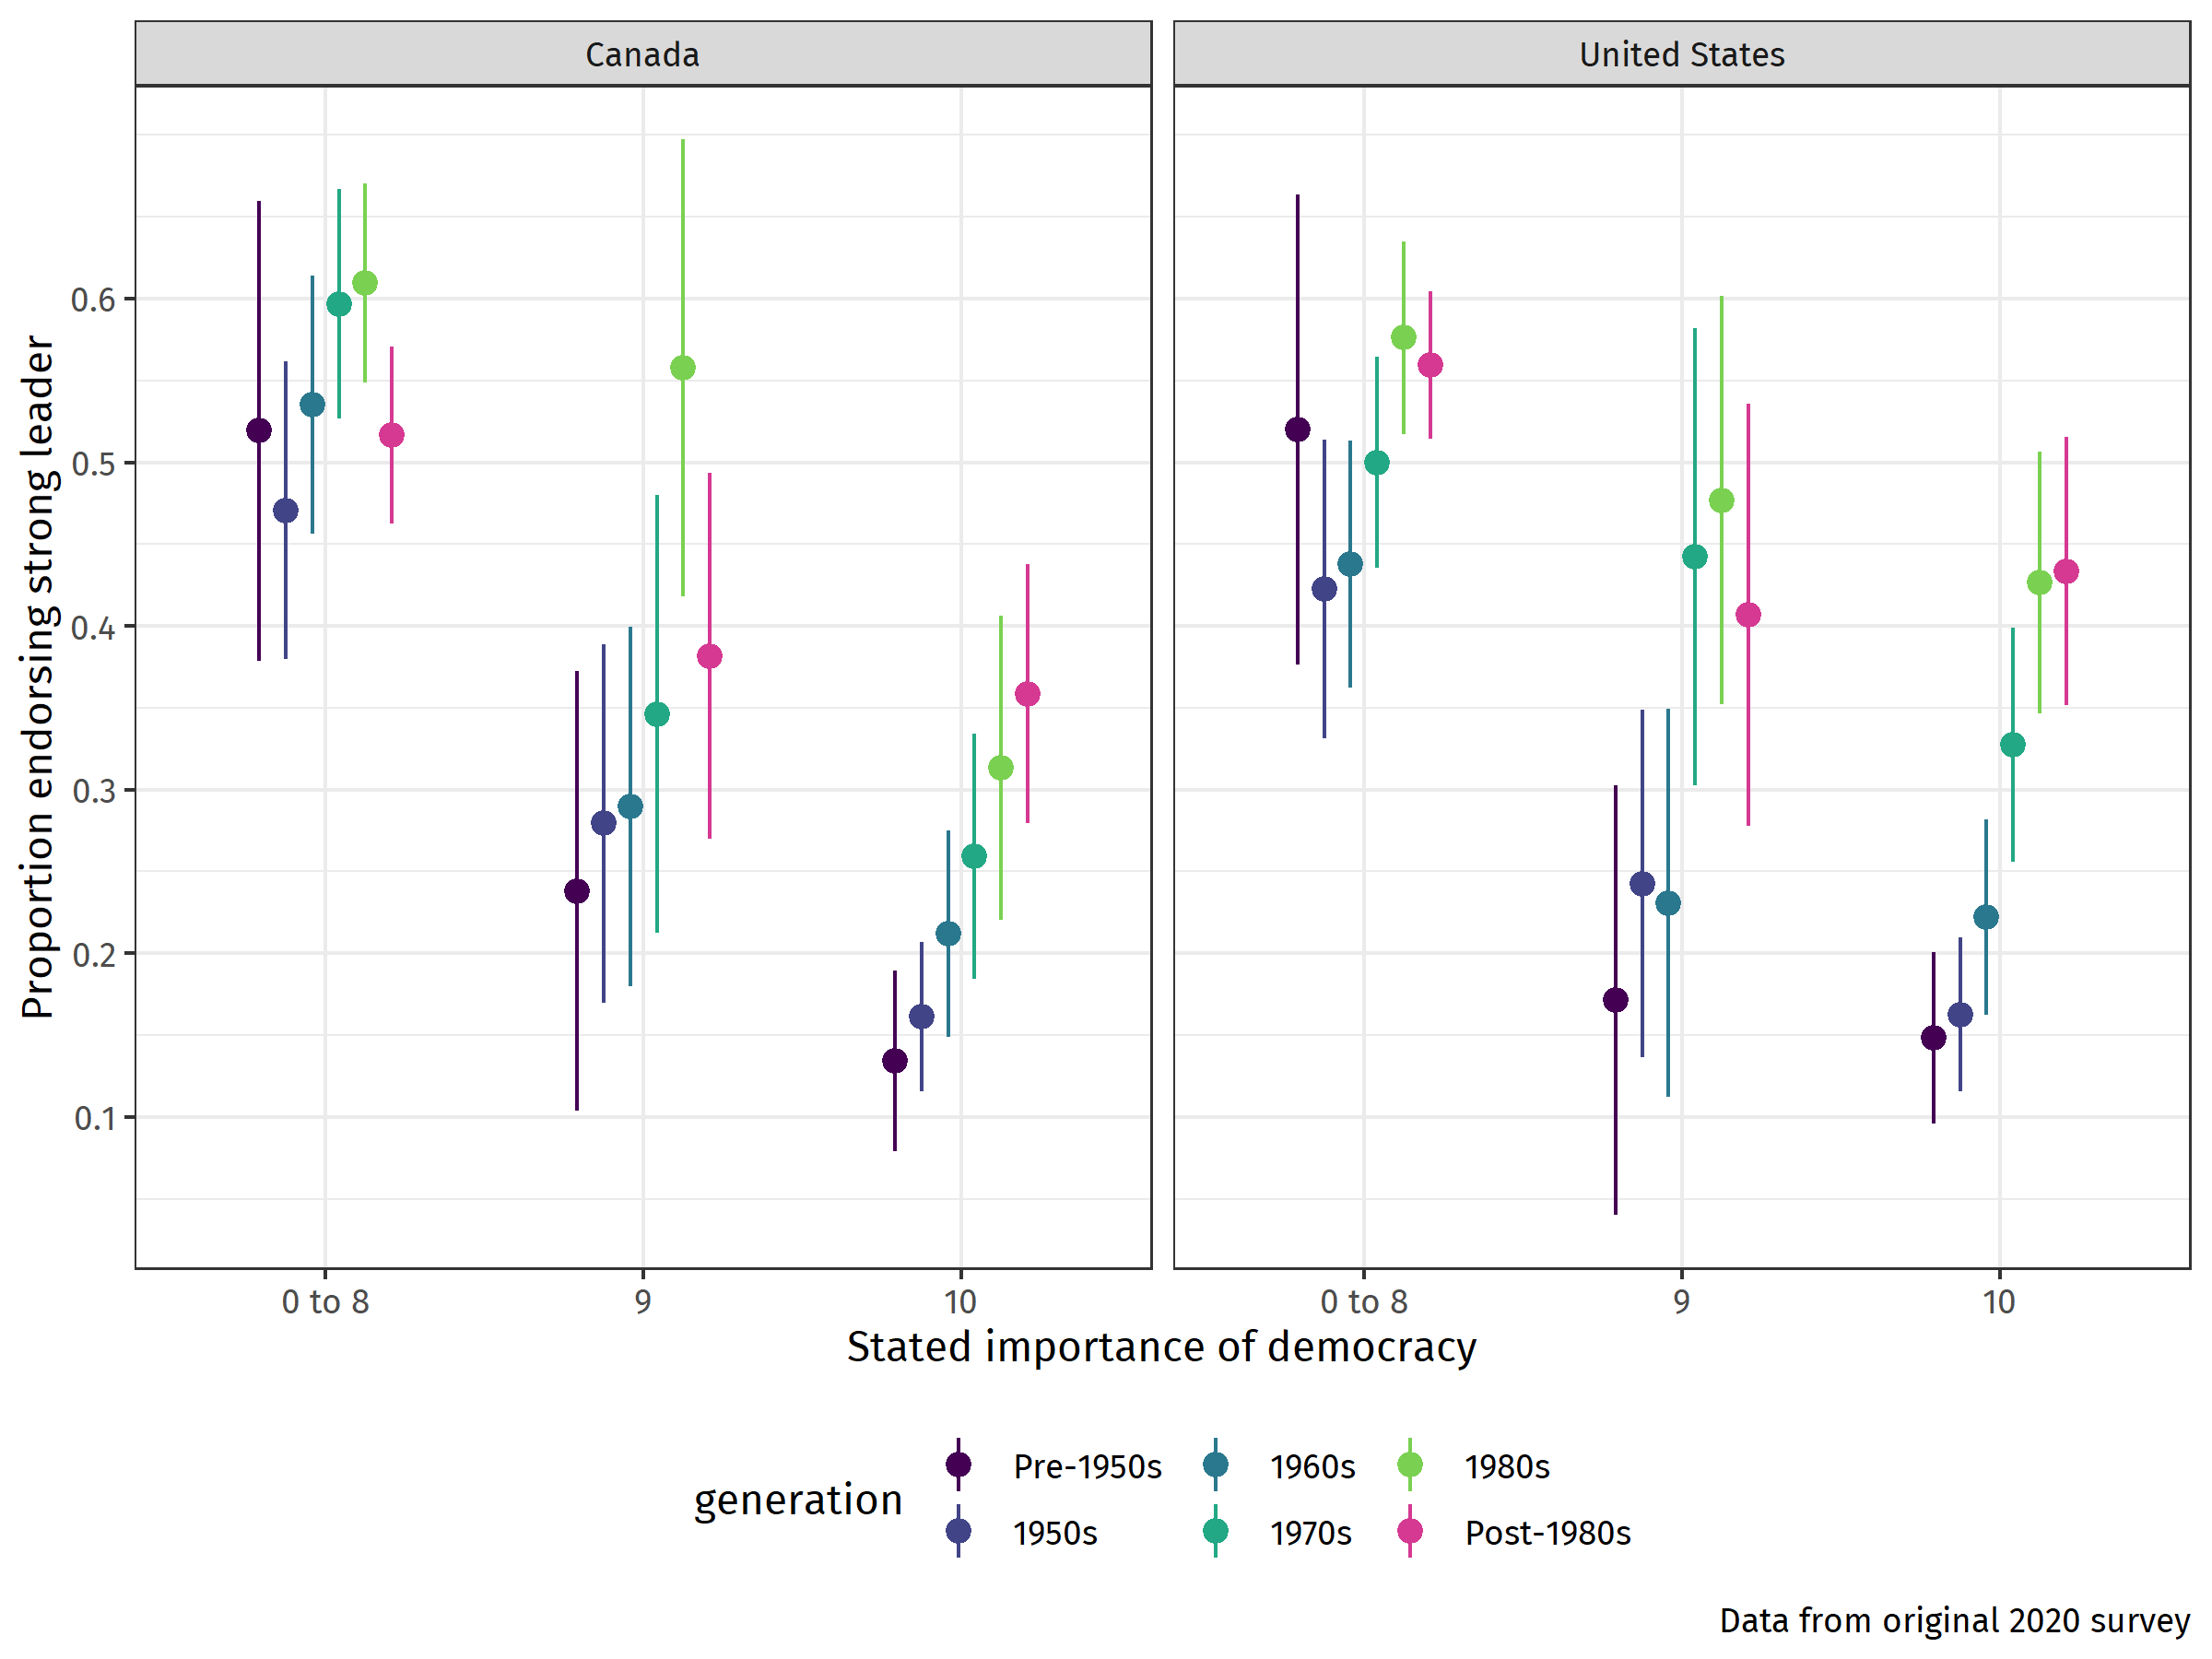 Canada
United States
Proportion endorsing strong leader
0.6
0.5
0.4
0.3
0.2
0.1
0 to 8
9
10
0 to 8
9
10
Stated importance of democracy
generation
Pre-1950s
1950s
1960s
1970s
1980s
Post-1980s
Data from original 2020 survey